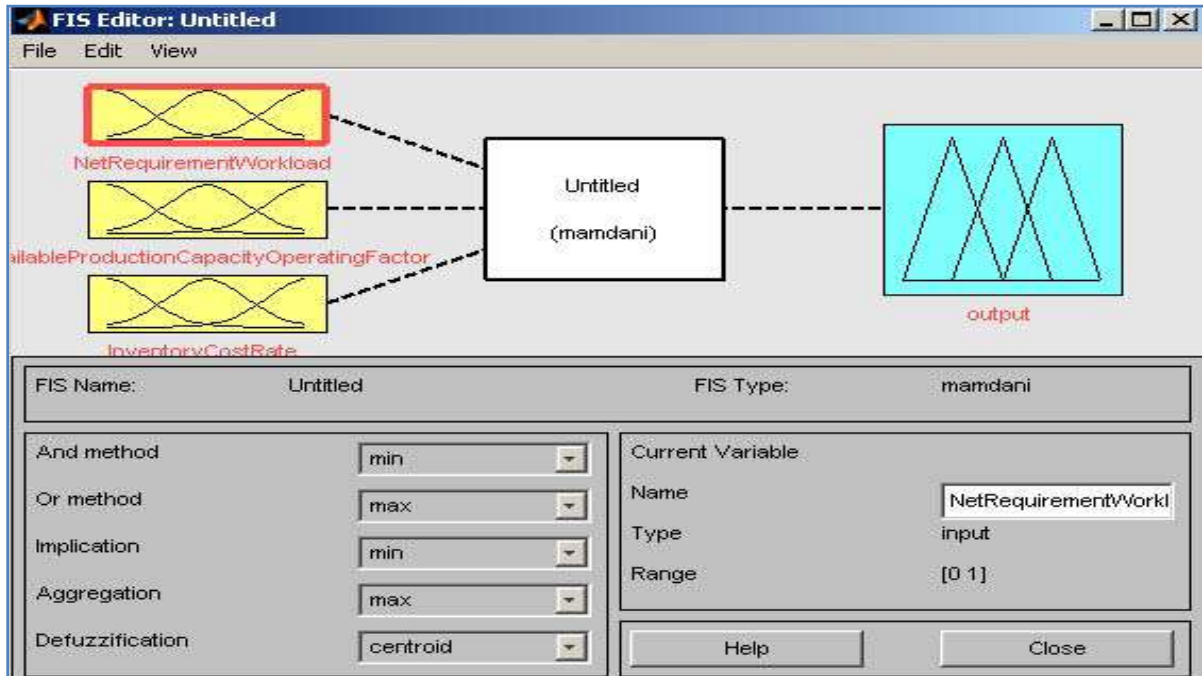 FIS Editor: Untitled
File Edit View
NetRequirementWorkload
ailableProductionCapacityOperatingFactor
InventoryCostRate
Untitled
(mamdani)
output
FIS Name: Untitled FIS Type: mamdani
And method min
Or method max
Implication min
Aggregation max
Defuzzification centroid
Current Variable
Name NetRequirementWorkl
Type input
Range [0 1]
Help Close